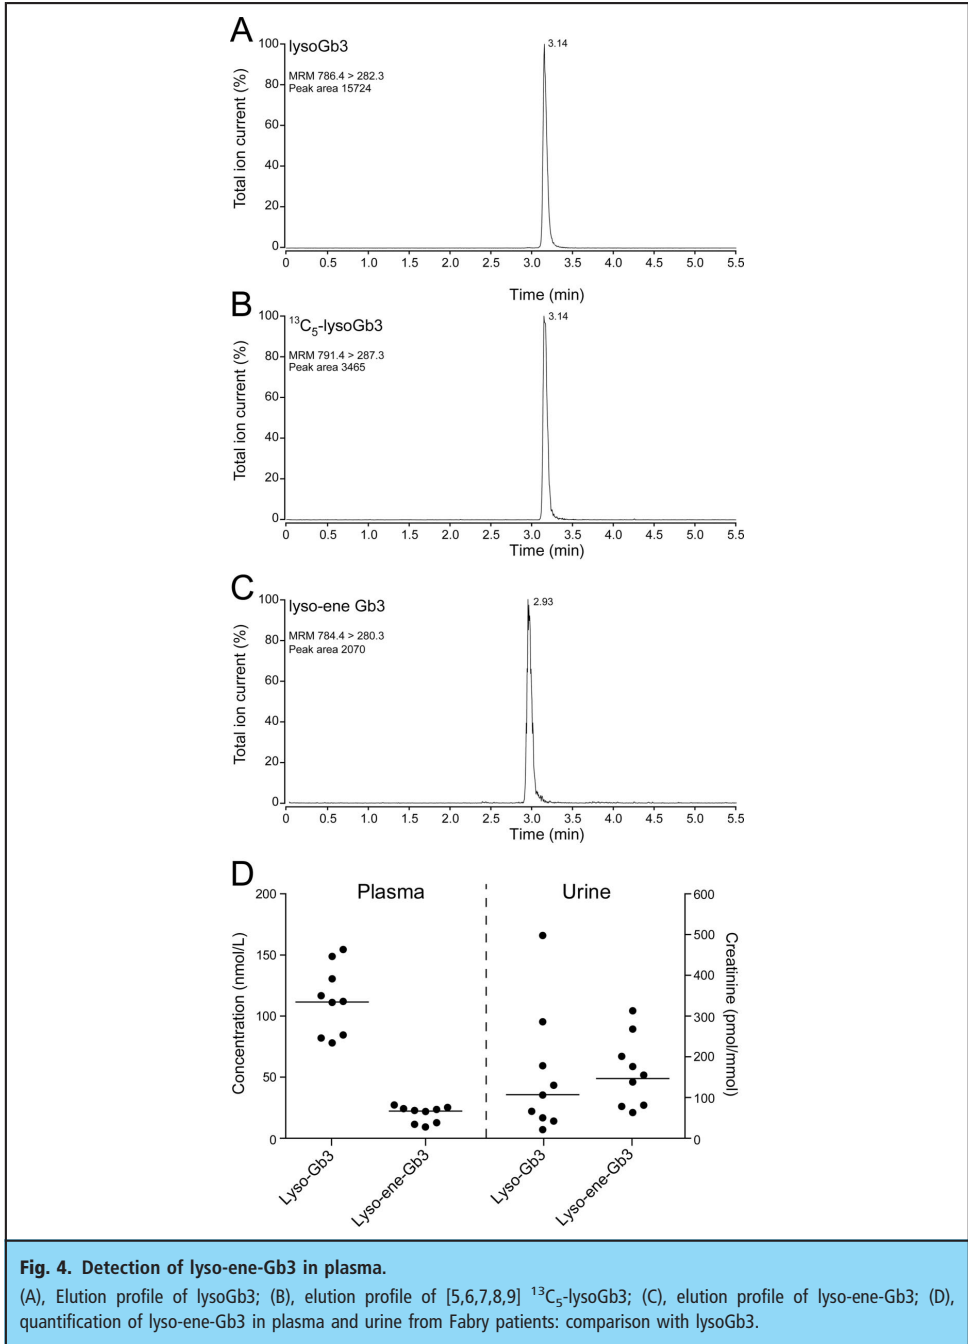 A
lysoGb3
MRM 786.4 > 282.3
Peak area 15724
3.14
Total ion current (%)
100
80
60
40
20
0
0 0.5 1.0 1.5 2.0 2.5 3.0 3.5 4.0 4.5 5.0 5.5
Time (min)
B
¹³C₅-lysoGb3
MRM 791.4 > 287.3
Peak area 3465
3.14
Total ion current (%)
100
80
60
40
20
0
0 0.5 1.0 1.5 2.0 2.5 3.0 3.5 4.0 4.5 5.0 5.5
Time (min)
C
lyso-ene Gb3
MRM 784.4 > 280.3
Peak area 2070
2.93
Total ion current (%)
100
80
60
40
20
0
0 0.5 1.0 1.5 2.0 2.5 3.0 3.5 4.0 4.5 5.0 5.5
Time (min)
D
Plasma Urine
Concentration (nmol/L)
200
150
100
50
0
Creatinine (pmol/mmol)
600
500
400
300
200
100
0
Lyso-Gb3 Lyso-ene-Gb3 Lyso-Gb3 Lyso-ene-Gb3
Fig. 4. Detection of lyso-ene-Gb3 in plasma.
(A), Elution profile of lysoGb3; (B), elution profile of [5,6,7,8,9] ¹³C₅-lysoGb3; (C), elution profile of lyso-ene-Gb3; (D),
quantification of lyso-ene-Gb3 in plasma and urine from Fabry patients: comparison with lysoGb3.